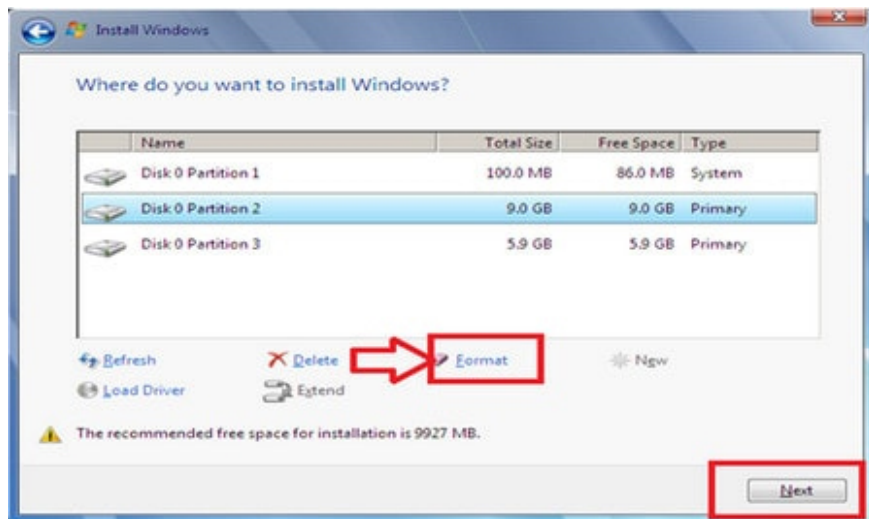 Install Windows
Where do you want to install Windows?
Name Total Size Free Space Type
Disk 0 Partition 1 100.0 MB 86.0 MB System
Disk 0 Partition 2 9.0 GB 9.0 GB Primary
Disk 0 Partition 3 5.9 GB 5.9 GB Primary
Refresh Delete Format New
Load Driver Extend
The recommended free space for installation is 9927 MB.
Next